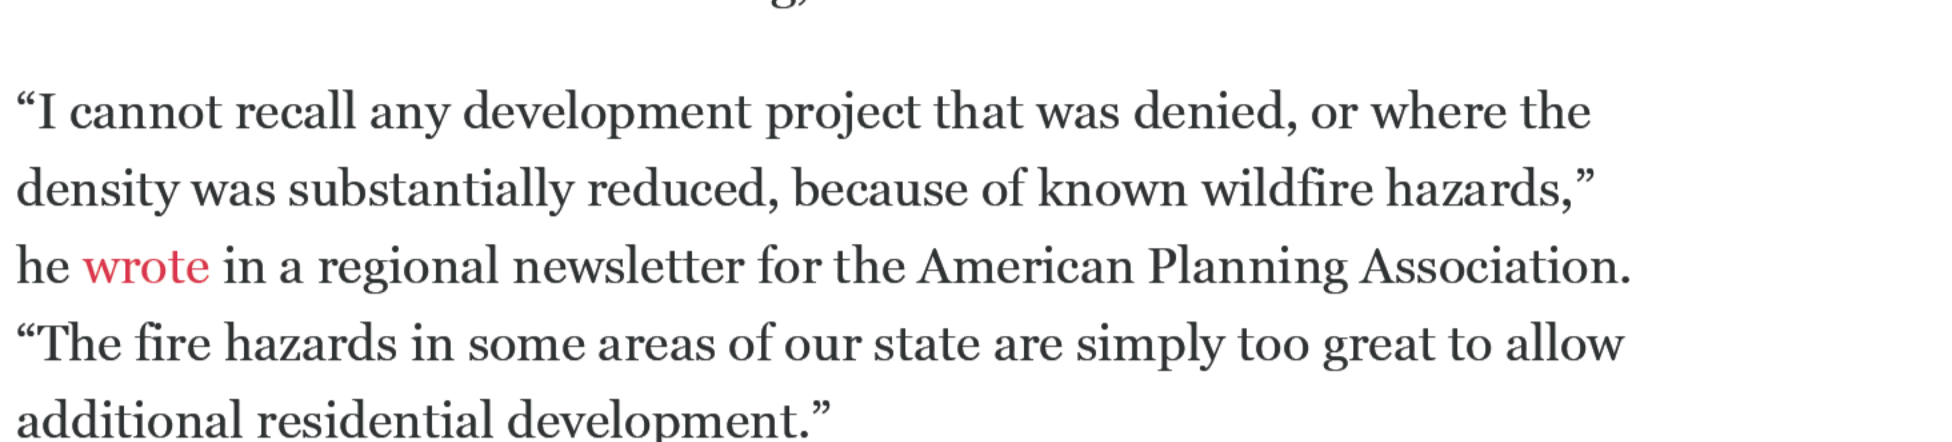 “I cannot recall any development project that was denied, or where the
density was substantially reduced, because of known wildfire hazards,”
he wrote in a regional newsletter for the American Planning Association.
“The fire hazards in some areas of our state are simply too great to allow
additional residential development.”